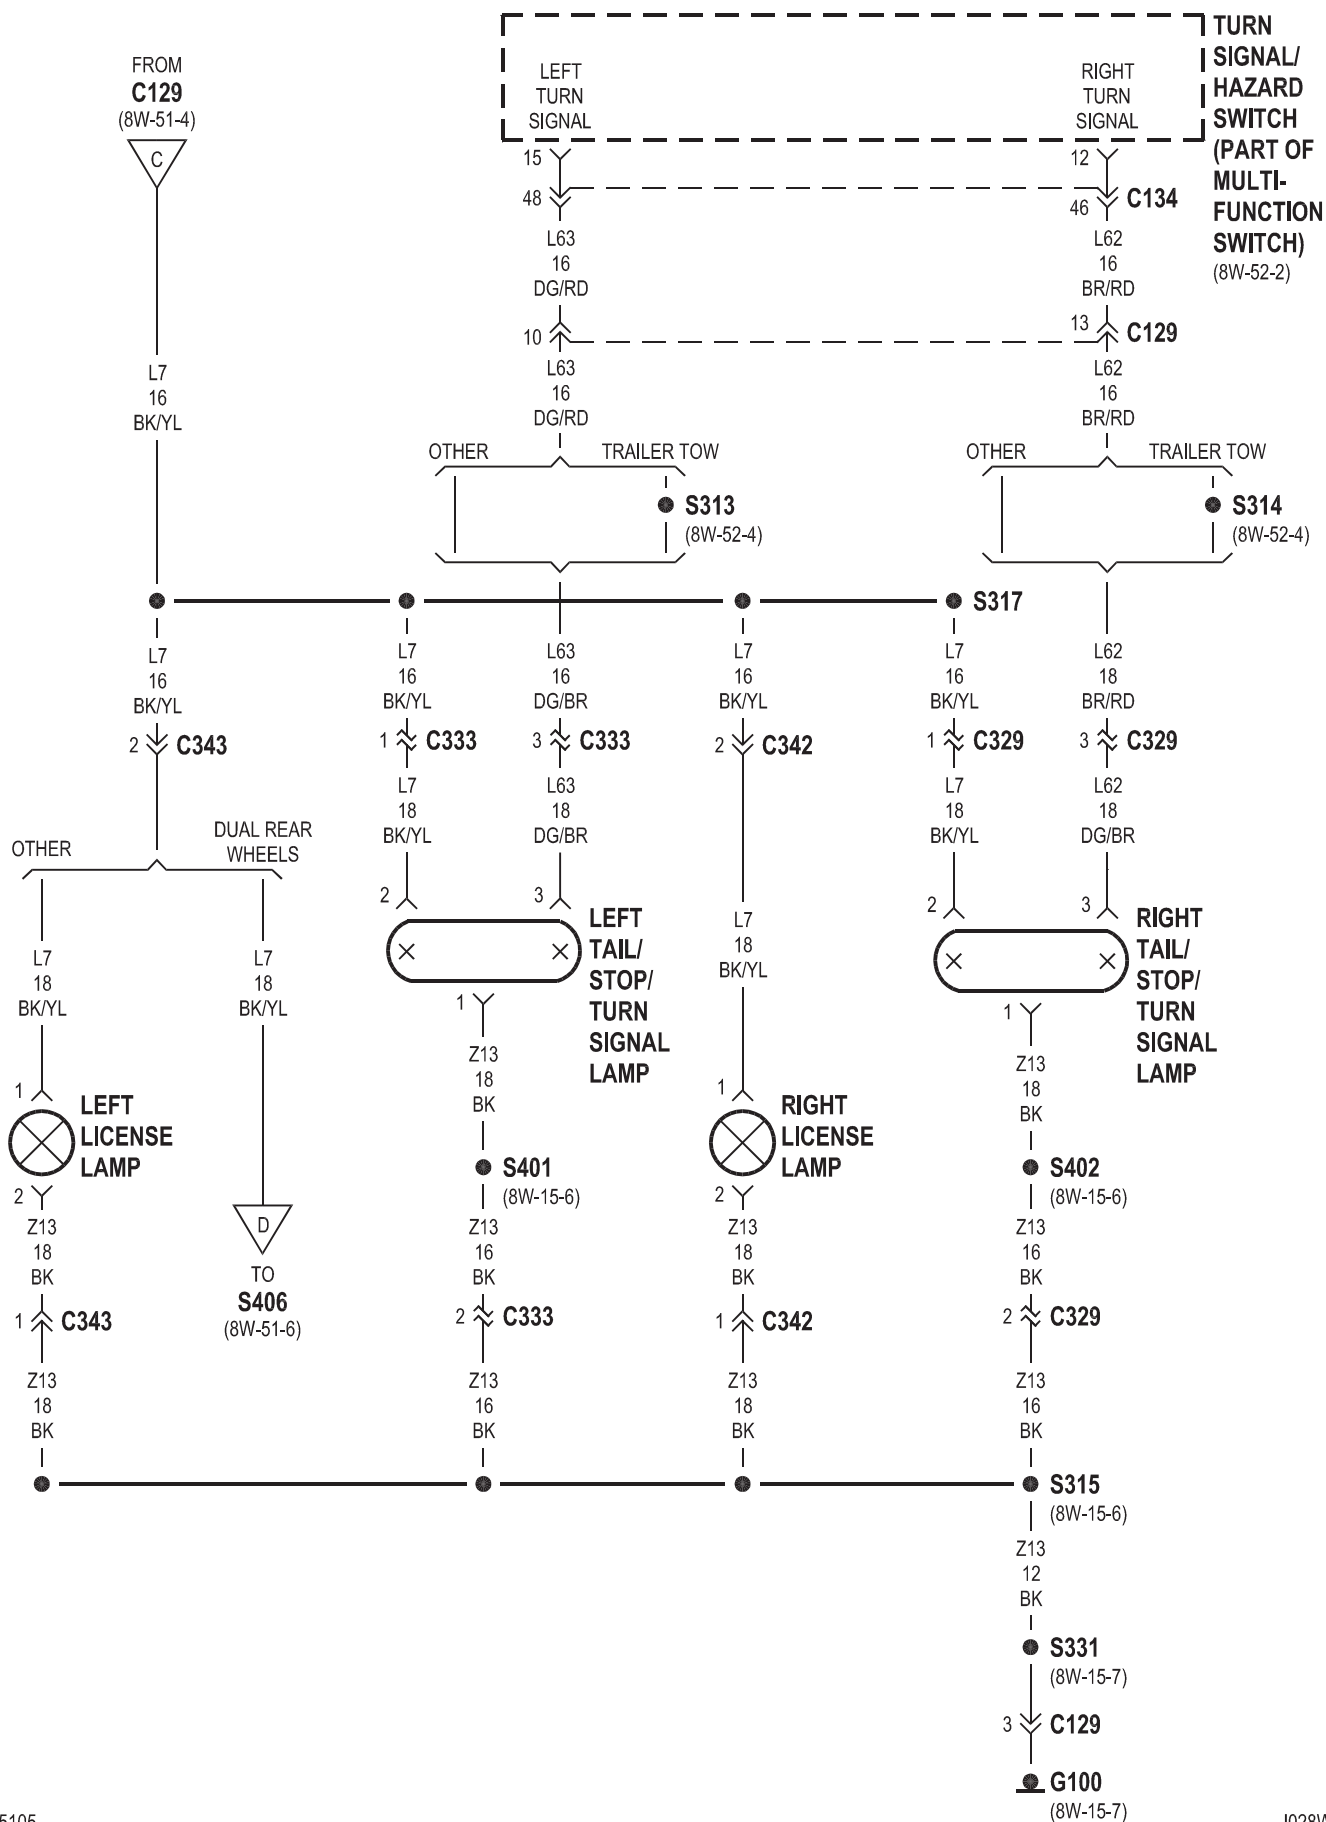 TURN
SIGNAL/
HAZARD
SWITCH
(PART OF
MULTI-
FUNCTION
SWITCH)
(8W-52-2)
FROM
C129
(8W-51-4)
C
LEFT
TURN
SIGNAL
RIGHT
TURN
SIGNAL
15
12
48
46
C134
L63
16
DG/RD
L62
16
BR/RD
10
13
C129
L7
16
BK/YL
L63
16
DG/RD
L62
16
BR/RD
OTHER
TRAILER TOW
OTHER
TRAILER TOW
S313
(8W-52-4)
S314
(8W-52-4)
S317
L7
16
BK/YL
L7
16
BK/YL
L63
16
DG/BR
L7
16
BK/YL
L7
16
BK/YL
L62
18
BR/RD
2 C343
1 C333
3 C333
2 C342
1 C329
3 C329
L7
18
BK/YL
L63
18
DG/BR
L7
18
BK/YL
L62
18
DG/BR
OTHER
DUAL REAR
WHEELS
2
3
2
3
LEFT
TAIL/
STOP/
TURN
SIGNAL
LAMP
RIGHT
TAIL/
STOP/
TURN
SIGNAL
LAMP
L7
18
BK/YL
L7
18
BK/YL
L7
18
BK/YL
1
1
Z13
18
BK
Z13
18
BK
1
LEFT
LICENSE
LAMP
1
RIGHT
LICENSE
LAMP
S401
(8W-15-6)
S402
(8W-15-6)
2
2
D
TO
S406
(8W-51-6)
Z13
18
BK
Z13
16
BK
Z13
18
BK
Z13
16
BK
1 C343
2 C333
1 C342
2 C329
Z13
18
BK
Z13
16
BK
Z13
18
BK
Z13
16
BK
S315
(8W-15-6)
Z13
12
BK
S331
(8W-15-7)
3 C129
G100
(8W-15-7)